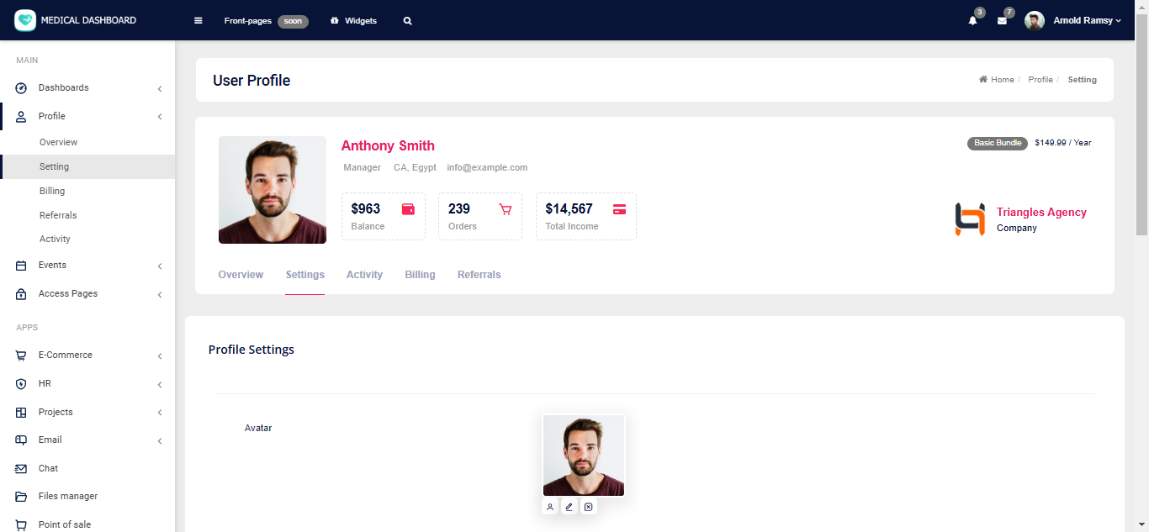 MEDICAL DASHBOARD
Front-pages soon Widgets
3 7 Arnold Ramsy
MAIN
Dashboards
Profile
Overview
Setting
Billing
Referrals
Activity
Events
Access Pages
APPS
E-Commerce
HR
Projects
Email
Chat
Files manager
Point of sale
User Profile
Home / Profile / Setting
Anthony Smith
Manager CA, Egypt info@example.com
Basic Bundle $149.99 / Year
$963 239 $14,567
Balance Orders Total Income
Triangles Agency
Company
Overview Settings Activity Billing Referrals
Profile Settings
Avatar